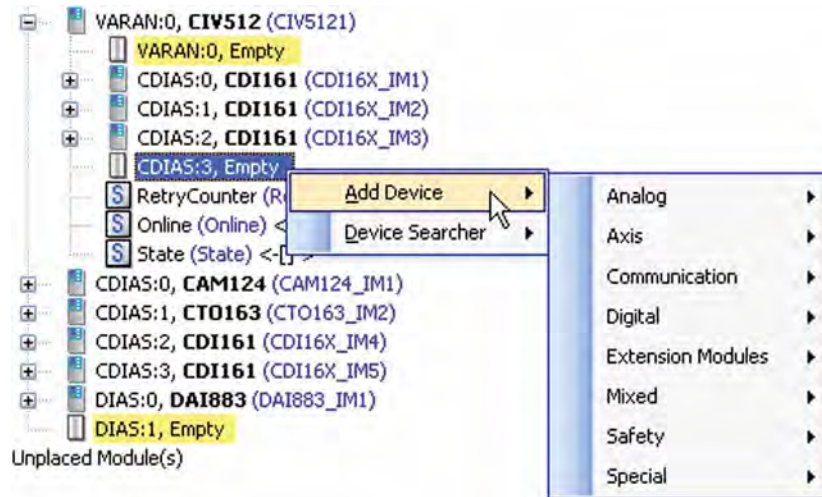 VARAN:0, CIV512 (CIV5121)
VARAN:0, Empty
CDIAS:0, CDI161 (CDI16X_IM1)
CDIAS:1, CDI161 (CDI16X_IM2)
CDIAS:2, CDI161 (CDI16X_IM3)
CDIAS:3, Empty
S RetryCounter (R
S Online (Online) <
S State (State) <-[]
CDIAS:0, CAM124 (CAM124_IM1)
CDIAS:1, CTO163 (CTO163_IM2)
CDIAS:2, CDI161 (CDI16X_IM4)
CDIAS:3, CDI161 (CDI16X_IM5)
DIAS:0, DAI883 (DAI883_IM1)
DIAS:1, Empty
Unplaced Module(s)
Add Device
Device Searcher
Analog
Axis
Communication
Digital
Extension Modules
Mixed
Safety
Special